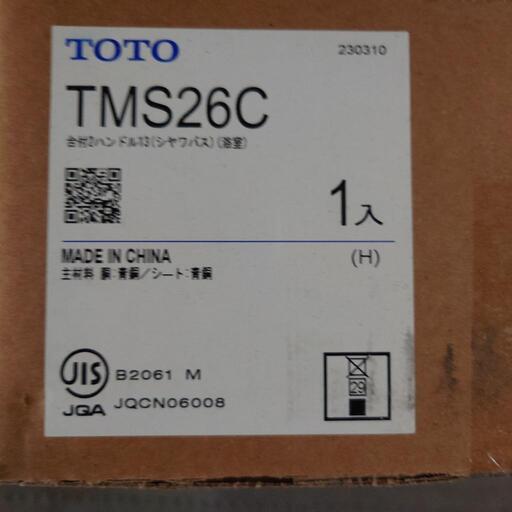 TOTO
230310
TMS26C
台付2ハンドル13(シヤワバス)(浴室)
1入
MADE IN CHINA
(H)
主材料 胴:青銅/シート:青銅
JIS
B2061 M
JQA
JQCN06008
29